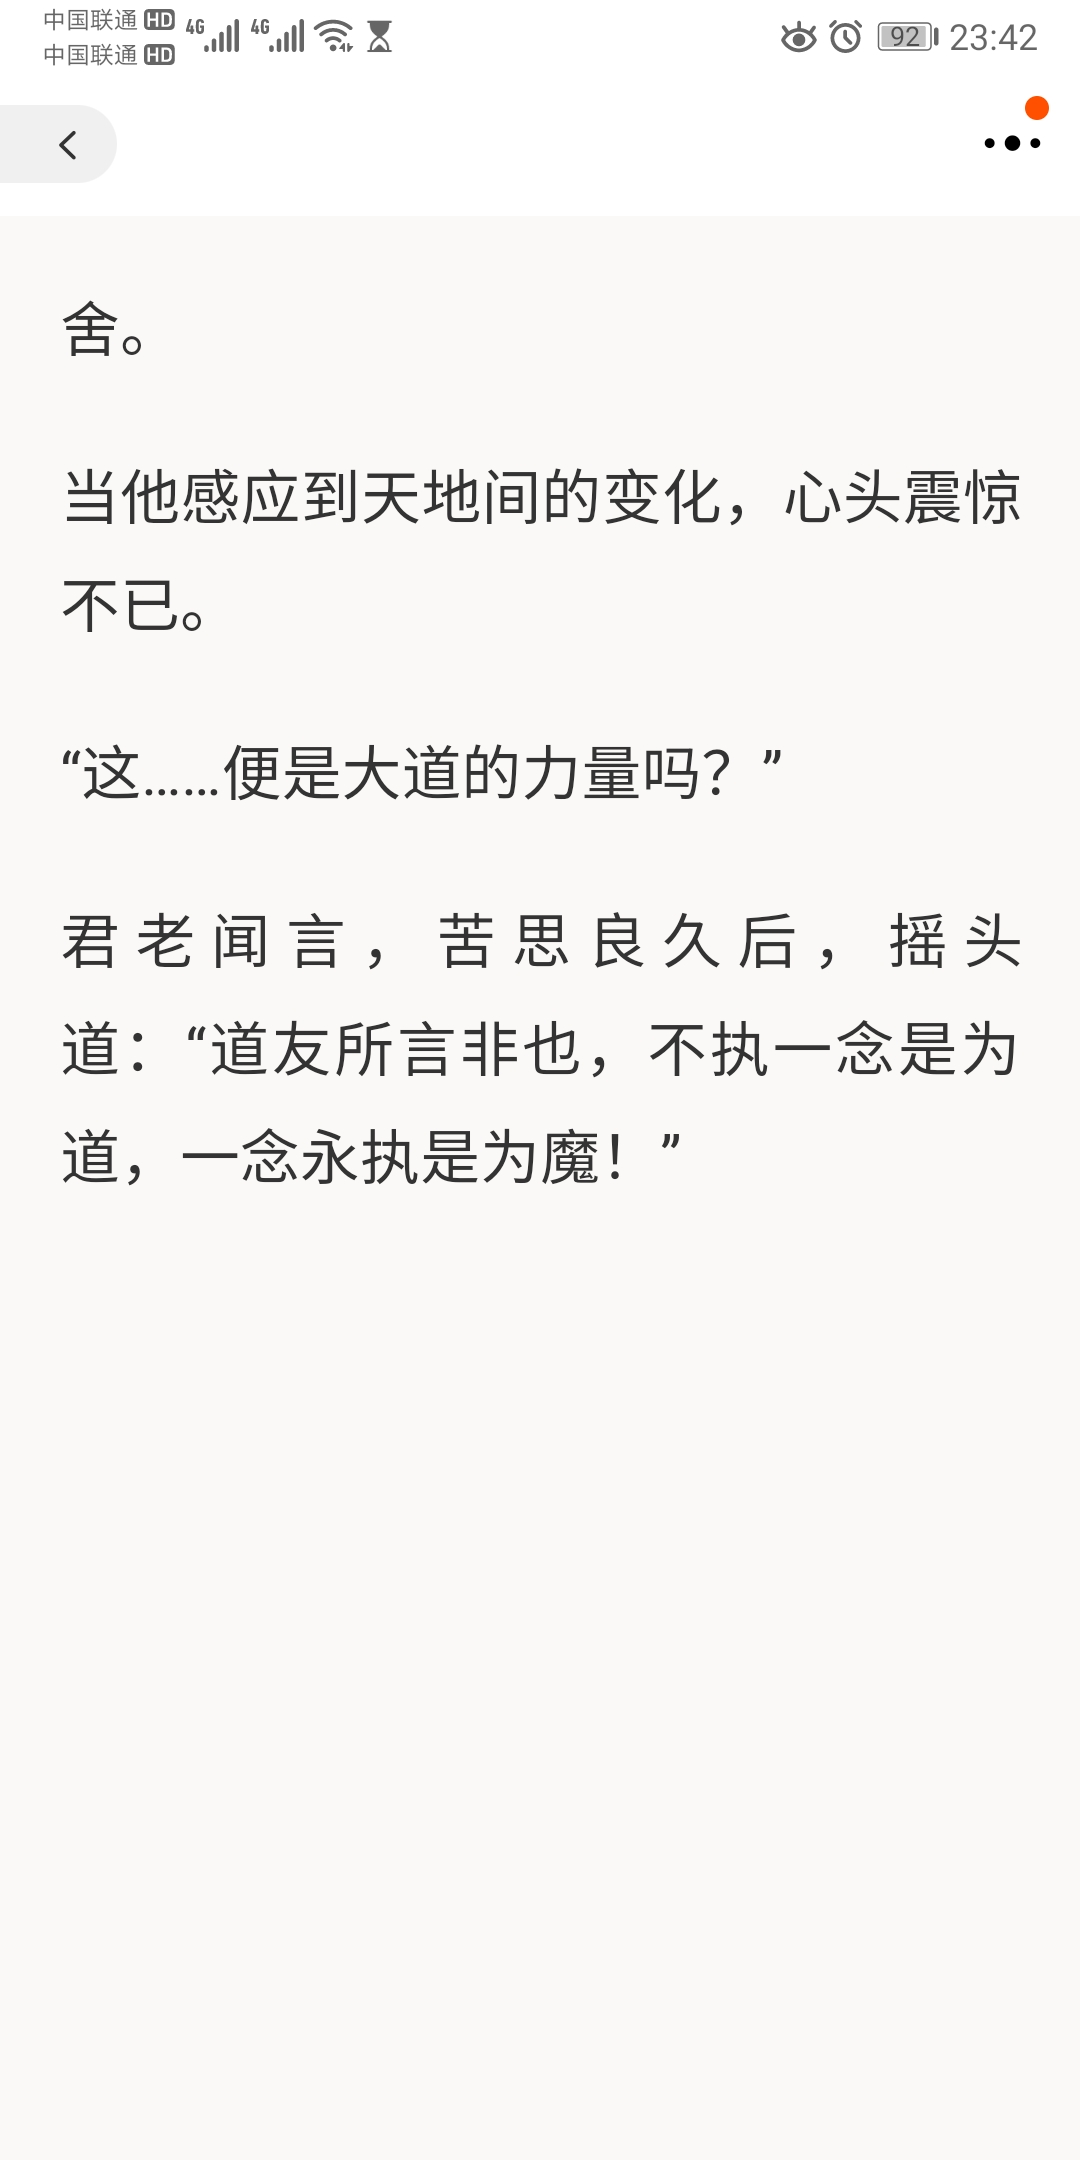 中国联通 HD 4G 4G 92 23:42
中国联通 HD
舍。
当他感应到天地间的变化，心头震惊
不已。
“这……便是大道的力量吗？”
君老闻言，苦思良久后，摇头
道：“道友所言非也，不执一念是为
道，一念永执是为魔！”